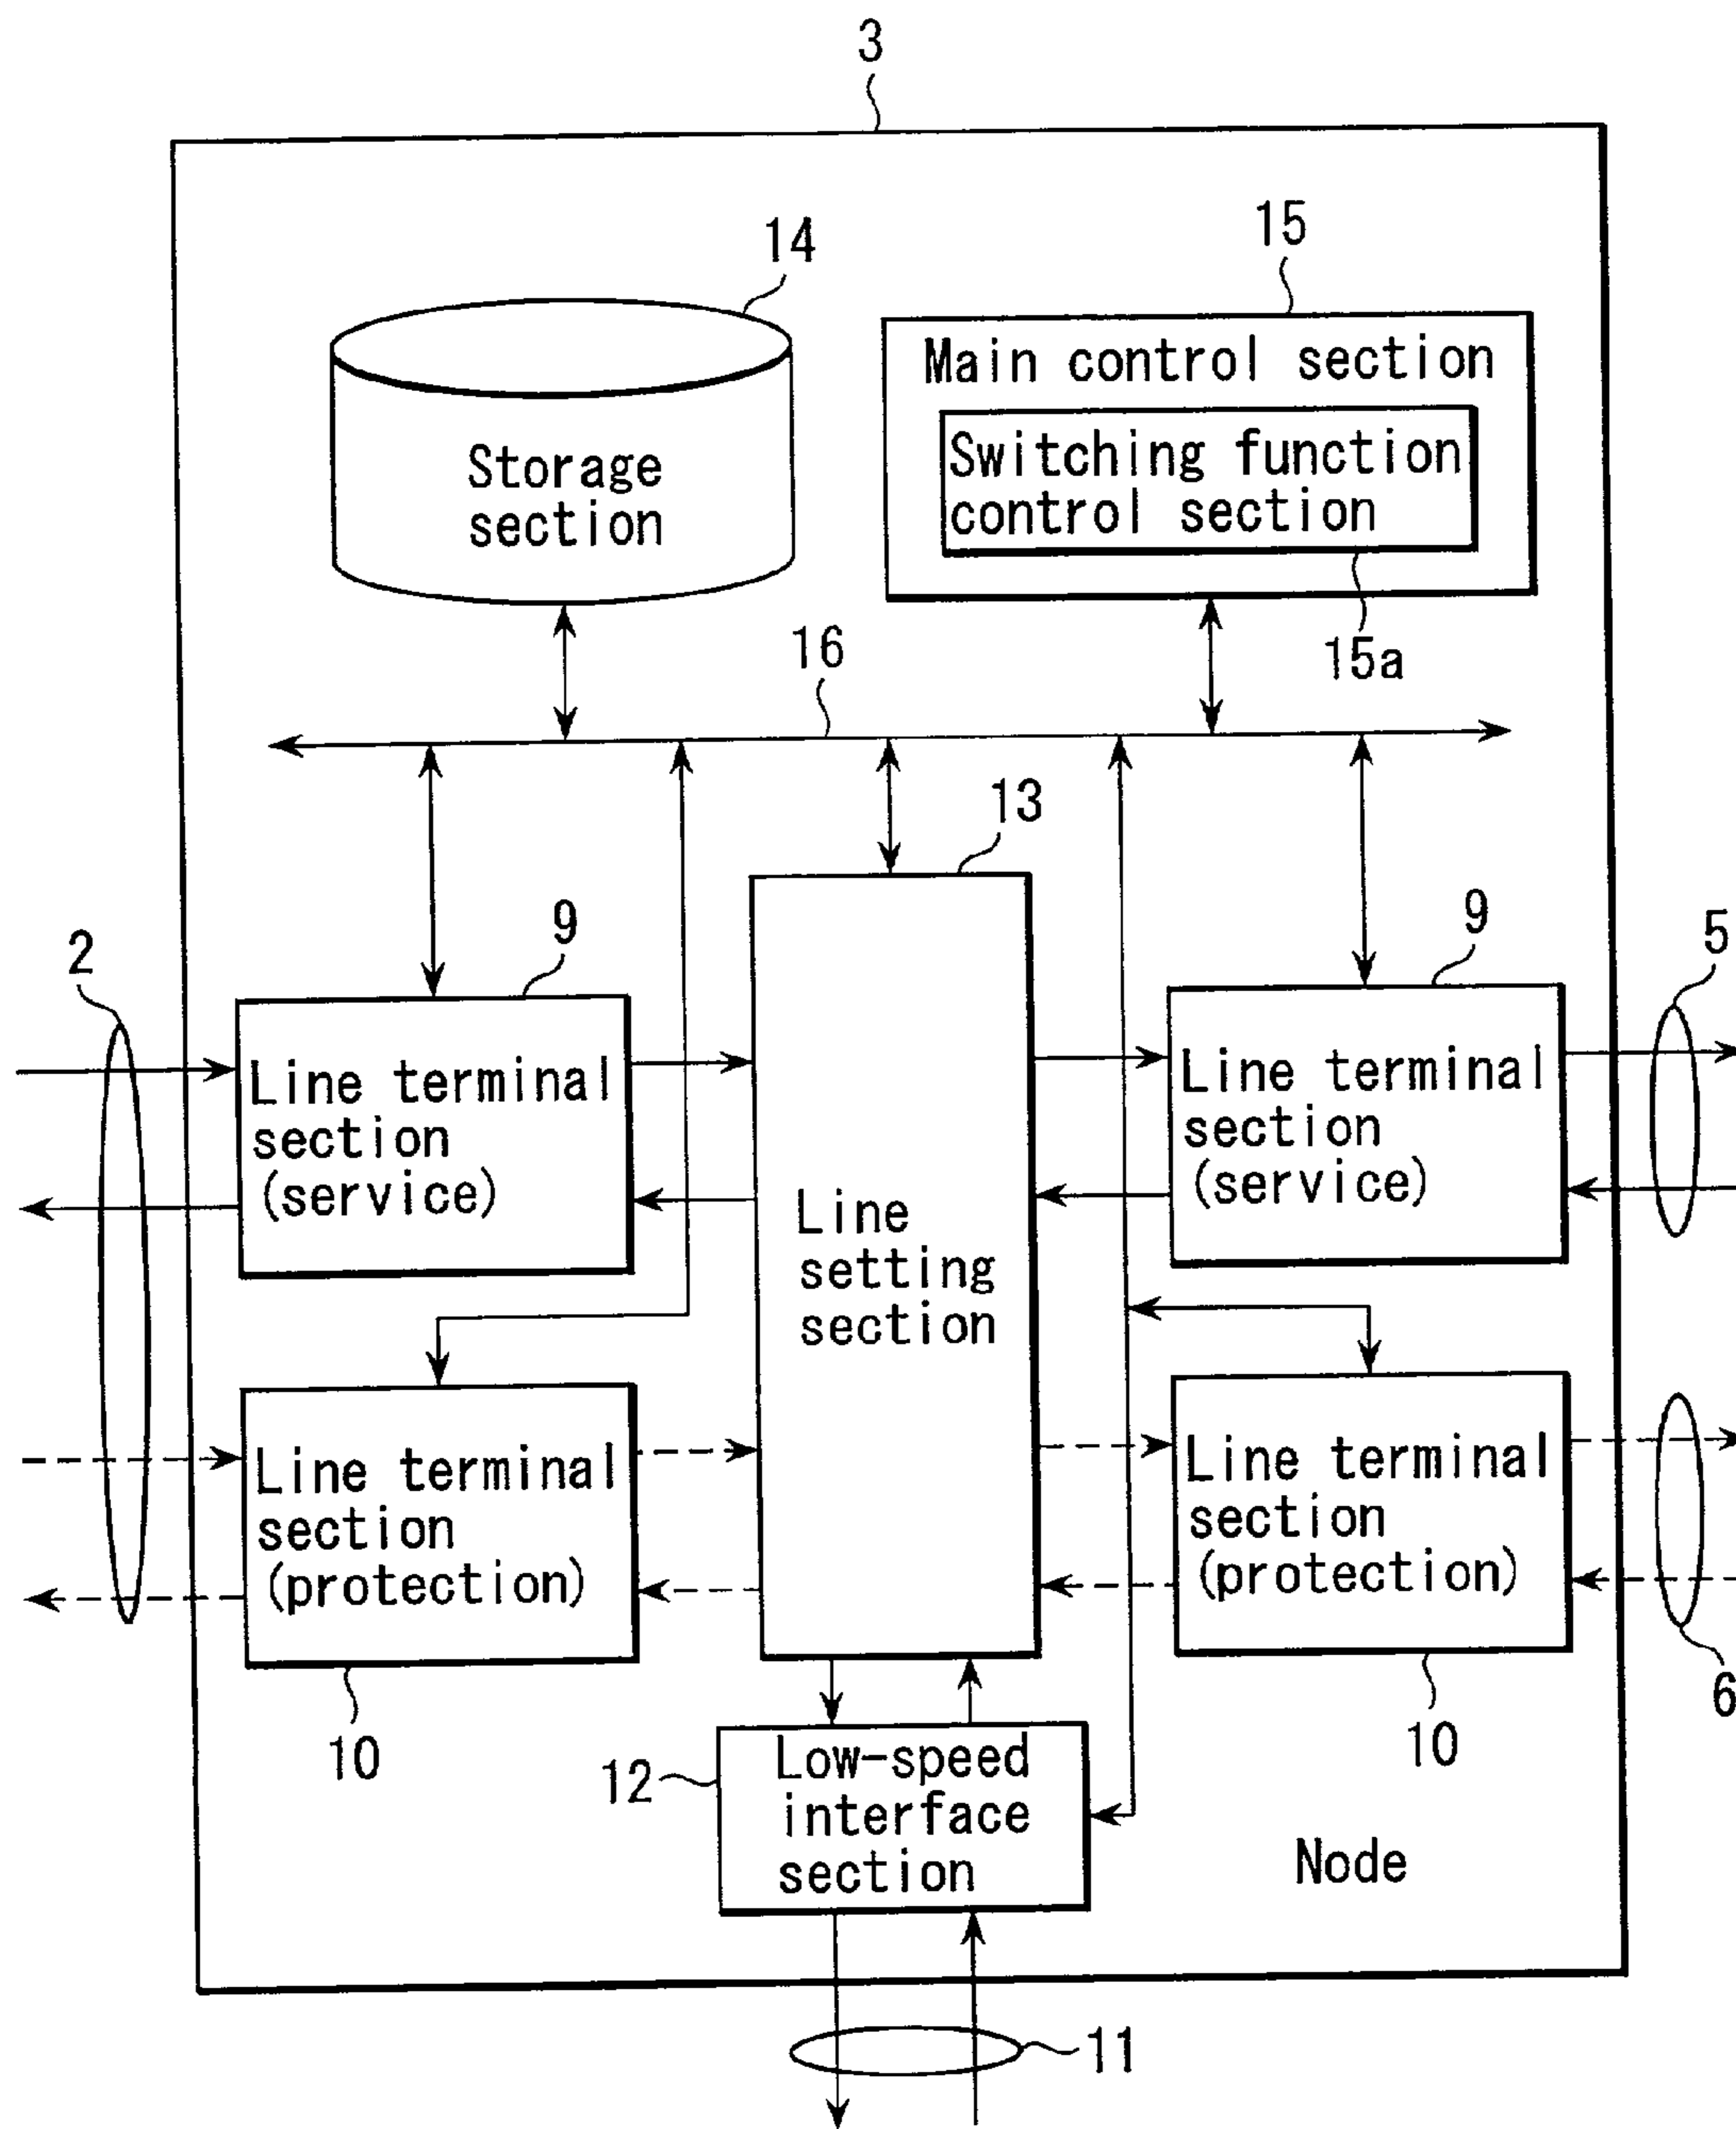 3
14
15
Main control section
Switching function
control section
Storage
section
15a
16
13
2
9
9
5
Line terminal
section
(service)
Line
setting
section
Line terminal
section
(service)
Line terminal
section
(protection)
Line terminal
section
(protection)
10
10
6
12
Low-speed
interface
section
Node
11